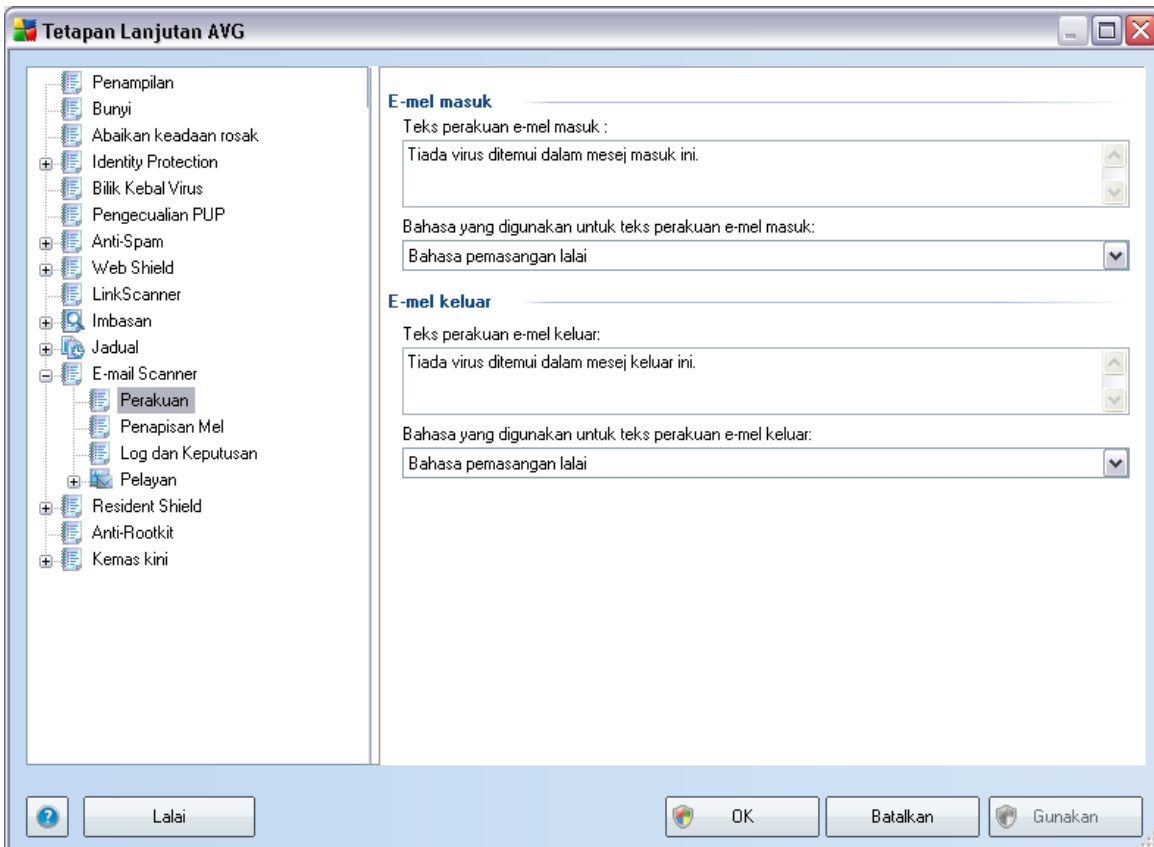 Tetapan Lanjutan AVG
Penampilan
Bunyi
Abaikan keadaan rosak
Identity Protection
Bilik Kebal Virus
Pengecualian PUP
Anti-Spam
Web Shield
LinkScanner
Imbasan
Jadual
E-mail Scanner
Perakuan
Penapisan Mel
Log dan Keputusan
Pelayan
Resident Shield
Anti-Rootkit
Kemas kini
E-mel masuk
Teks perakuan e-mel masuk :
Tiada virus ditemui dalam mesej masuk ini.
Bahasa yang digunakan untuk teks perakuan e-mel masuk:
Bahasa pemasangan lalai
E-mel keluar
Teks perakuan e-mel keluar:
Tiada virus ditemui dalam mesej keluar ini.
Bahasa yang digunakan untuk teks perakuan e-mel keluar:
Bahasa pemasangan lalai
?
Lalai
OK
Batalkan
Gunakan